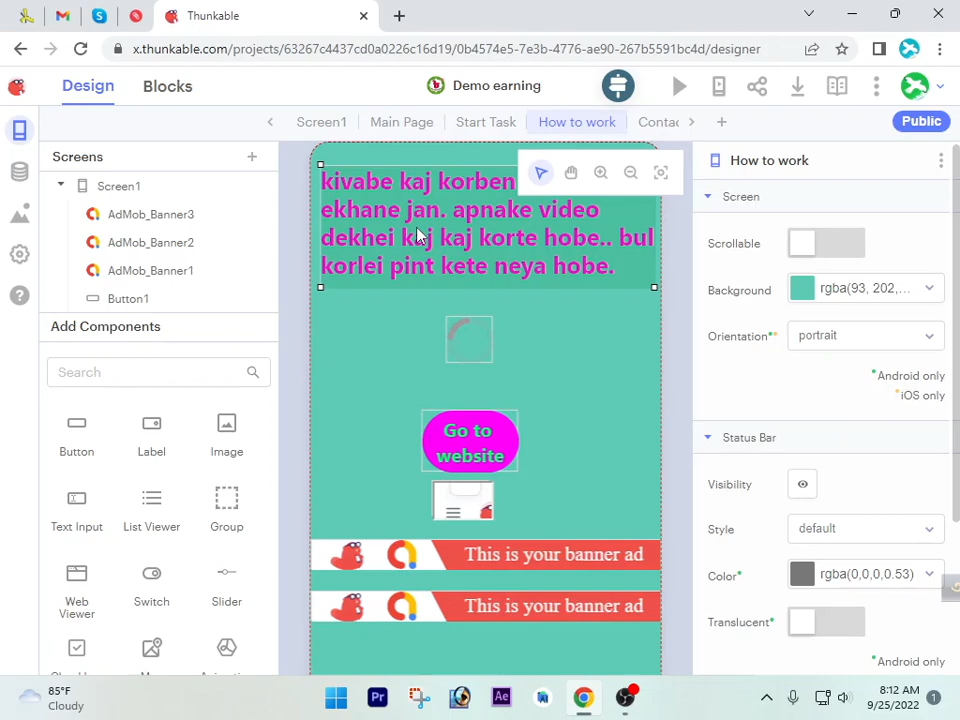 Thunkable
x.thunkable.com/projects/63267c4437cd0a0226c16d19/0b4574e5-7e3b-4776-ae90-267b5591bc4d/designer
Design
Blocks
Demo earning
Screen1
Main Page
Start Task
How to work
Contac
Public
Screens
Screen1
AdMob_Banner3
AdMob_Banner2
AdMob_Banner1
Button1
Add Components
Search
Button
Label
Image
Text Input
List Viewer
Group
Web
Viewer
Switch
Slider
kivabe kaj korben
ekhane jan. apnake video
dekhei kaj kaj korte hobe.. bul
korlei pint kete neya hobe.
Go to
website
This is your banner ad
This is your banner ad
How to work
Screen
Scrollable
Background
rgba(93, 202,...
Orientation
portrait
Android only
iOS only
Status Bar
Visibility
Style
default
Color
rgba(0,0,0,0.53)
Translucent
Android only
85°F
Cloudy
Pr
Ae
8:12 AM
9/25/2022
1